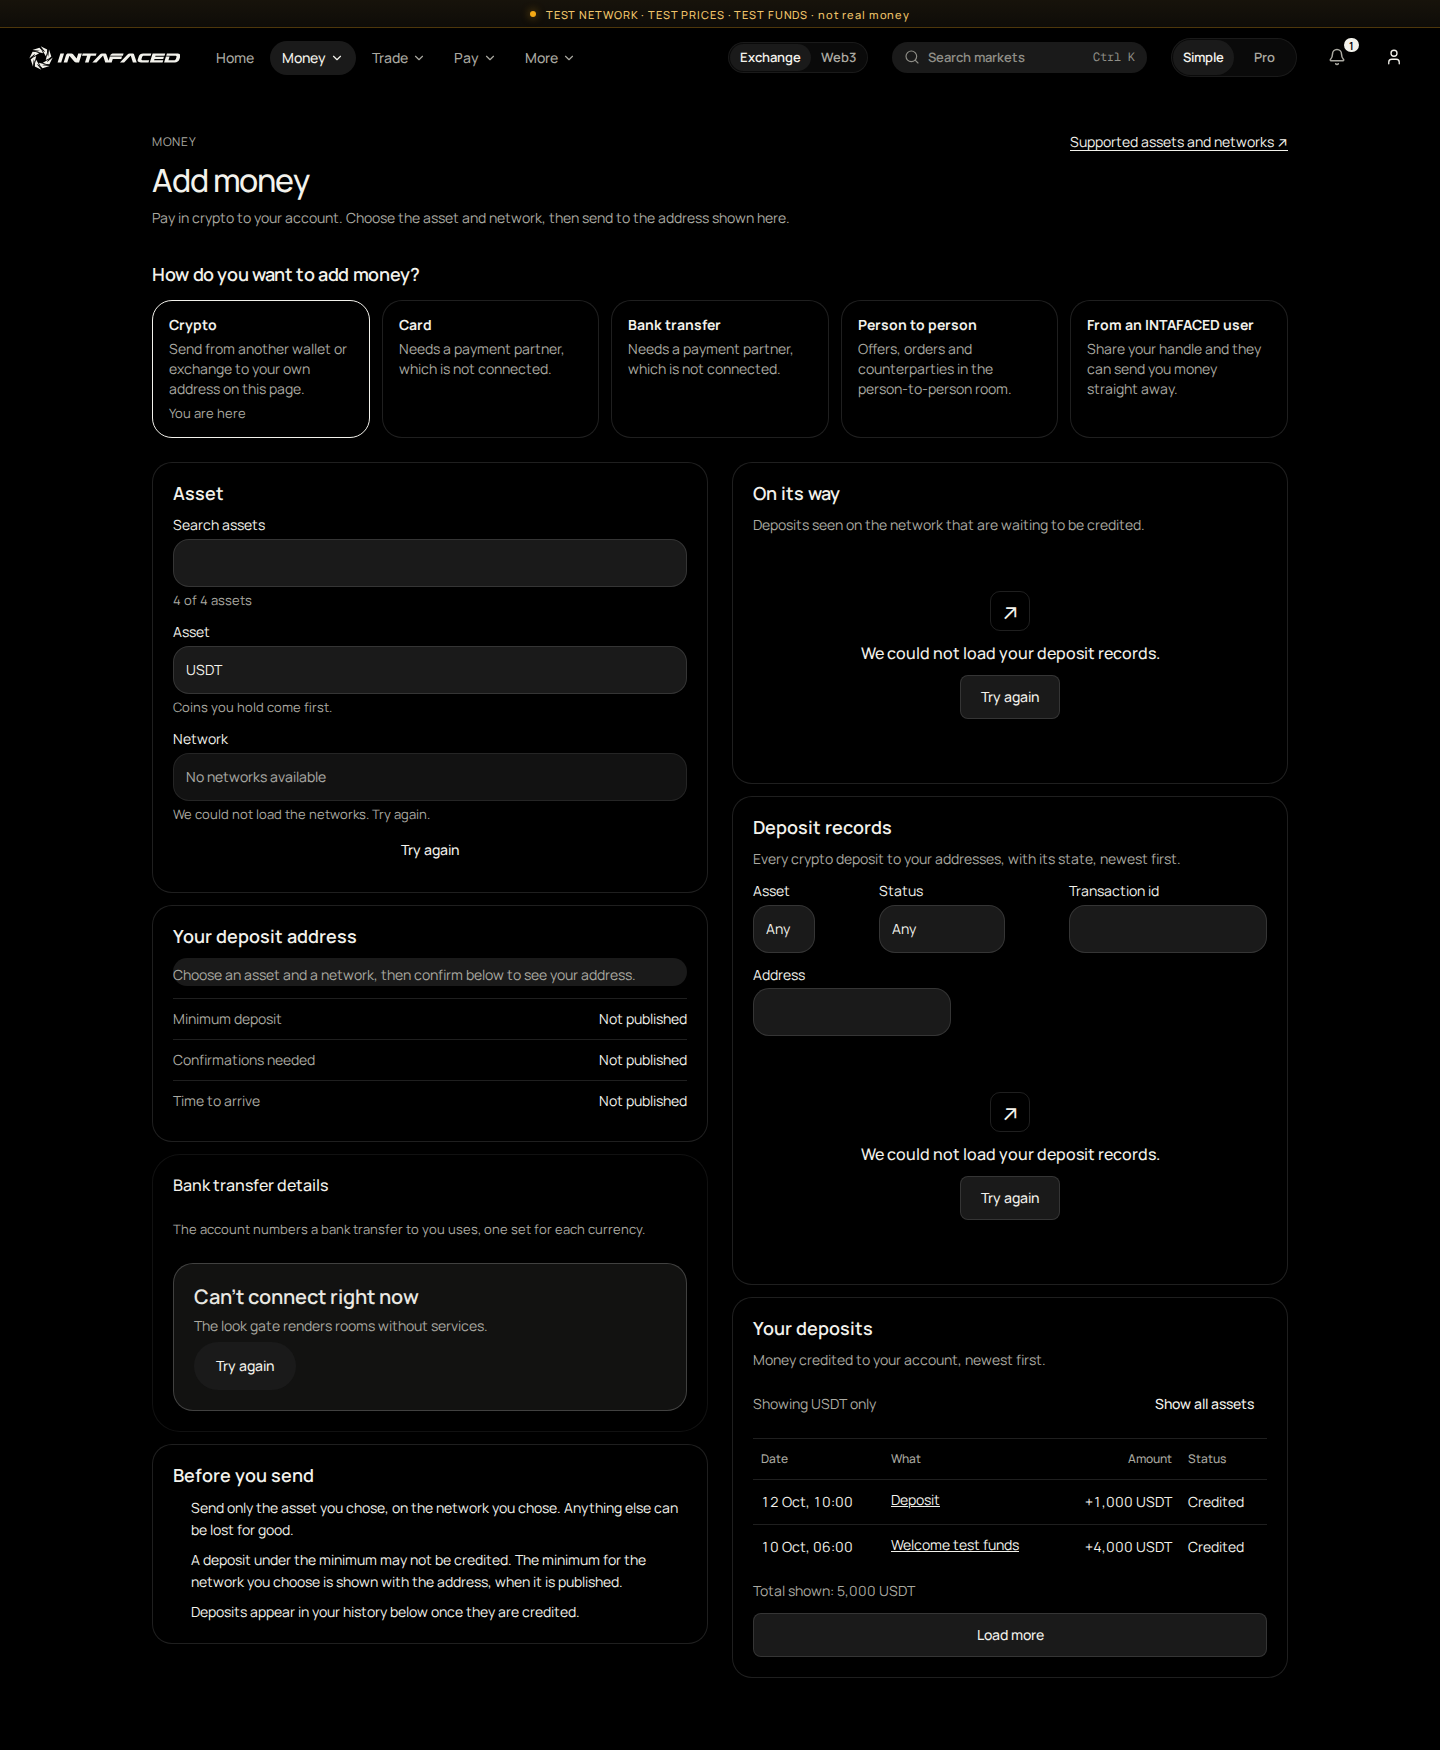 TEST NETWORK · TEST PRICES · TEST FUNDS · not real money
INTAFACED
Home
Money
Trade
Pay
More
Exchange
Web3
Search markets
Ctrl K
Simple
Pro
1
MONEY
Supported assets and networks ↗
Add money
Pay in crypto to your account. Choose the asset and network, then send to the address shown here.
How do you want to add money?
Crypto
Send from another wallet or
exchange to your own
address on this page.
You are here
Card
Needs a payment partner,
which is not connected.
Bank transfer
Needs a payment partner,
which is not connected.
Person to person
Offers, orders and
counterparties in the
person-to-person room.
From an INTAFACED user
Share your handle and they
can send you money
straight away.
Asset
Search assets
4 of 4 assets
Asset
USDT
Coins you hold come first.
Network
No networks available
We could not load the networks. Try again.
Try again
Your deposit address
Choose an asset and a network, then confirm below to see your address.
Minimum deposit
Not published
Confirmations needed
Not published
Time to arrive
Not published
Bank transfer details
The account numbers a bank transfer to you uses, one set for each currency.
Can't connect right now
The look gate renders rooms without services.
Try again
Before you send
Send only the asset you chose, on the network you chose. Anything else can
be lost for good.
A deposit under the minimum may not be credited. The minimum for the
network you choose is shown with the address, when it is published.
Deposits appear in your history below once they are credited.
On its way
Deposits seen on the network that are waiting to be credited.
↗
We could not load your deposit records.
Try again
Deposit records
Every crypto deposit to your addresses, with its state, newest first.
Asset
Status
Transaction id
Any
Any
Address
↗
We could not load your deposit records.
Try again
Your deposits
Money credited to your account, newest first.
Showing USDT only
Show all assets
Date
What
Amount
Status
12 Oct, 10:00
Deposit
+1,000 USDT
Credited
10 Oct, 06:00
Welcome test funds
+4,000 USDT
Credited
Total shown: 5,000 USDT
Load more